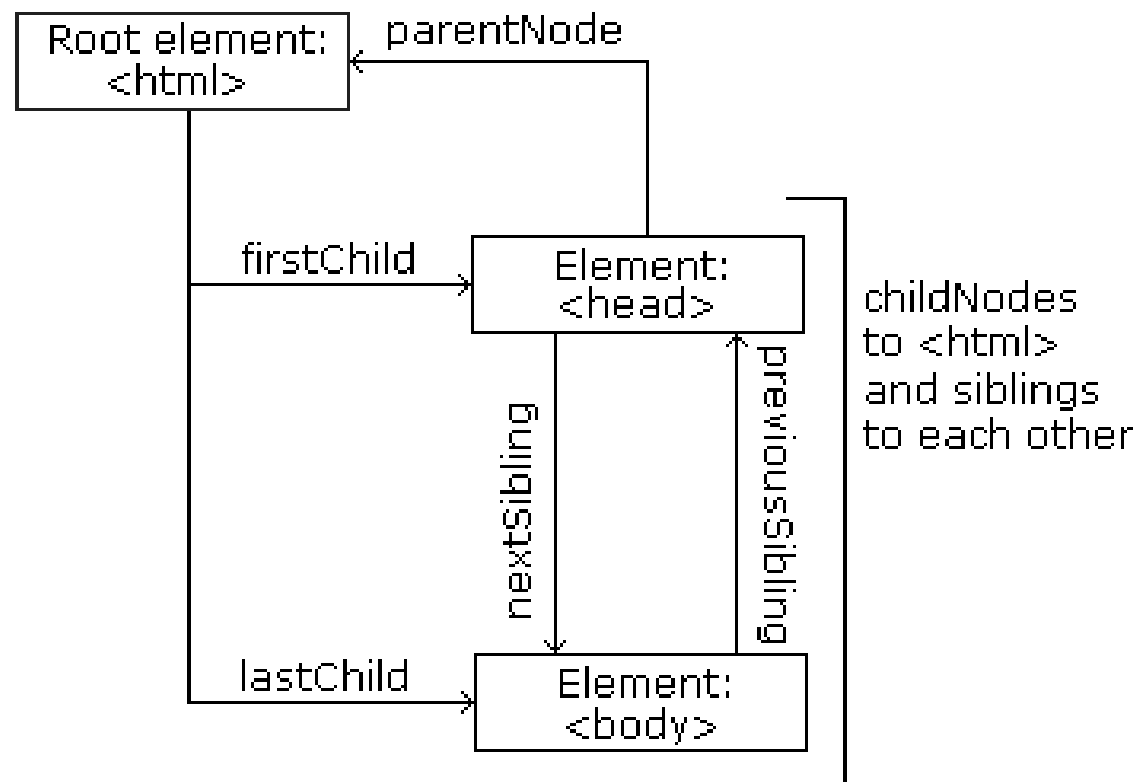 Root element:
<html>
parentNode
firstChild
Element:
<head>
childNodes
to <html>
and siblings
to each other
nextSibling
previousSibling
lastChild
Element:
<body>